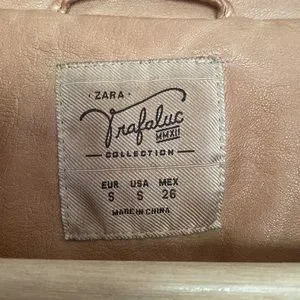 · ZARA ·
Trafaluc
MMXII
COLLECTION
EUR USA MEX
S S 26
MADE IN CHINA